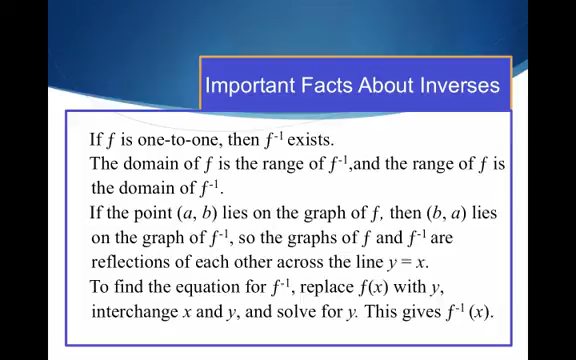 Important Facts About Inverses
If f is one-to-one, then f⁻¹ exists.
The domain of f is the range of f⁻¹,and the range of f is
the domain of f⁻¹.
If the point (a, b) lies on the graph of f, then (b, a) lies
on the graph of f⁻¹, so the graphs of f and f⁻¹ are
reflections of each other across the line y = x.
To find the equation for f⁻¹, replace f(x) with y,
interchange x and y, and solve for y. This gives f⁻¹ (x).